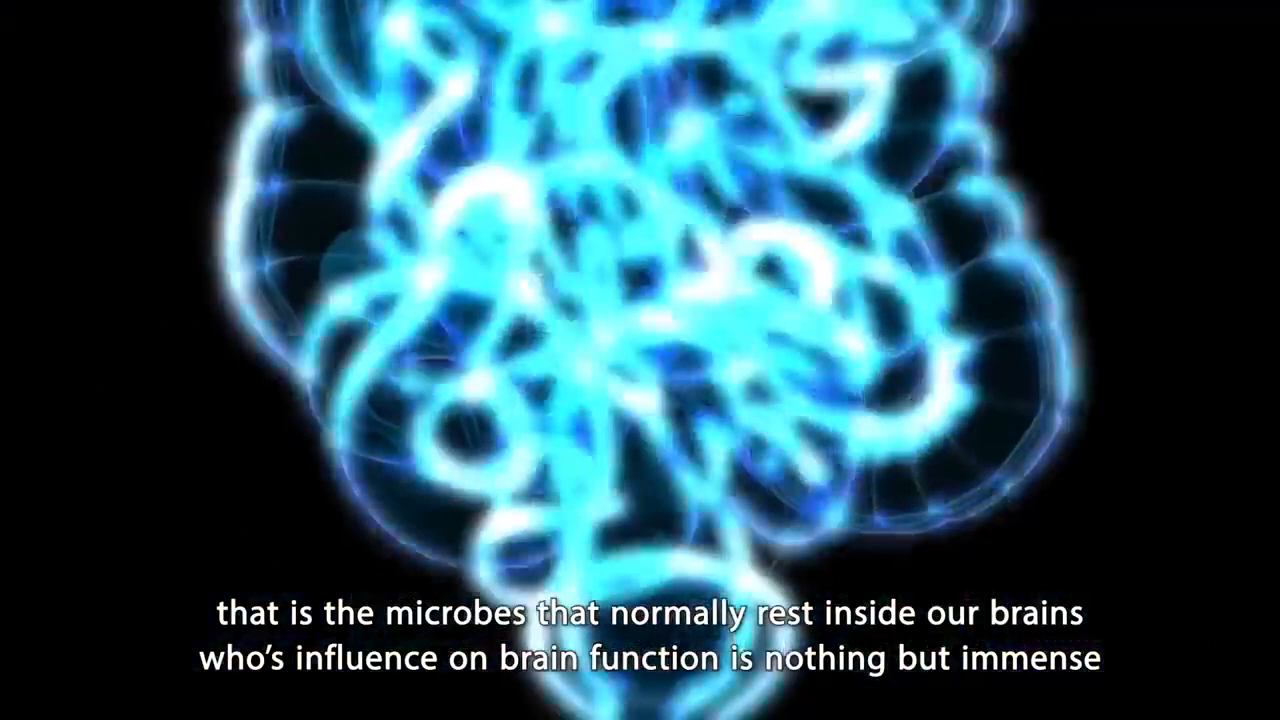 that is the microbes that normally rest inside our brains
who's influence on brain function is nothing but immense